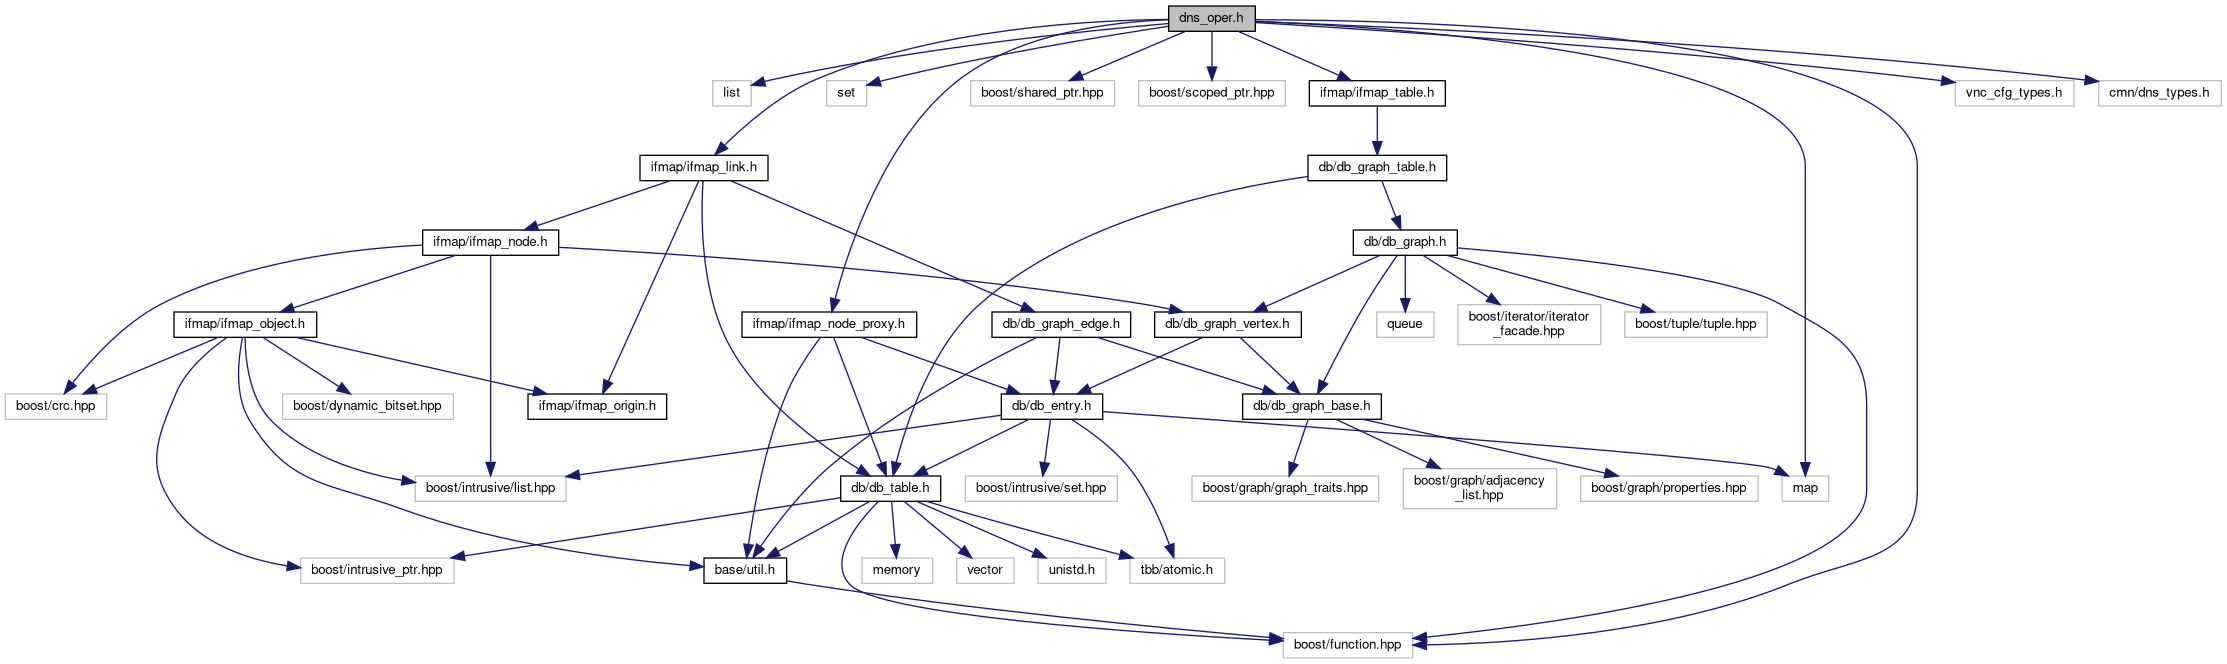 dns_oper.h
list
set
boost/shared_ptr.hpp
boost/scoped_ptr.hpp
ifmap/ifmap_table.h
vnc_cfg_types.h
cmn/dns_types.h
ifmap/ifmap_link.h
db/db_graph_table.h
ifmap/ifmap_node.h
db/db_graph.h
ifmap/ifmap_object.h
ifmap/ifmap_node_proxy.h
db/db_graph_edge.h
db/db_graph_vertex.h
queue
boost/iterator/iterator
_facade.hpp
boost/tuple/tuple.hpp
boost/crc.hpp
boost/dynamic_bitset.hpp
ifmap/ifmap_origin.h
db/db_entry.h
db/db_graph_base.h
boost/intrusive/list.hpp
db/db_table.h
boost/intrusive/set.hpp
boost/graph/graph_traits.hpp
boost/graph/adjacency
_list.hpp
boost/graph/properties.hpp
map
boost/intrusive_ptr.hpp
base/util.h
memory
vector
unistd.h
tbb/atomic.h
boost/function.hpp